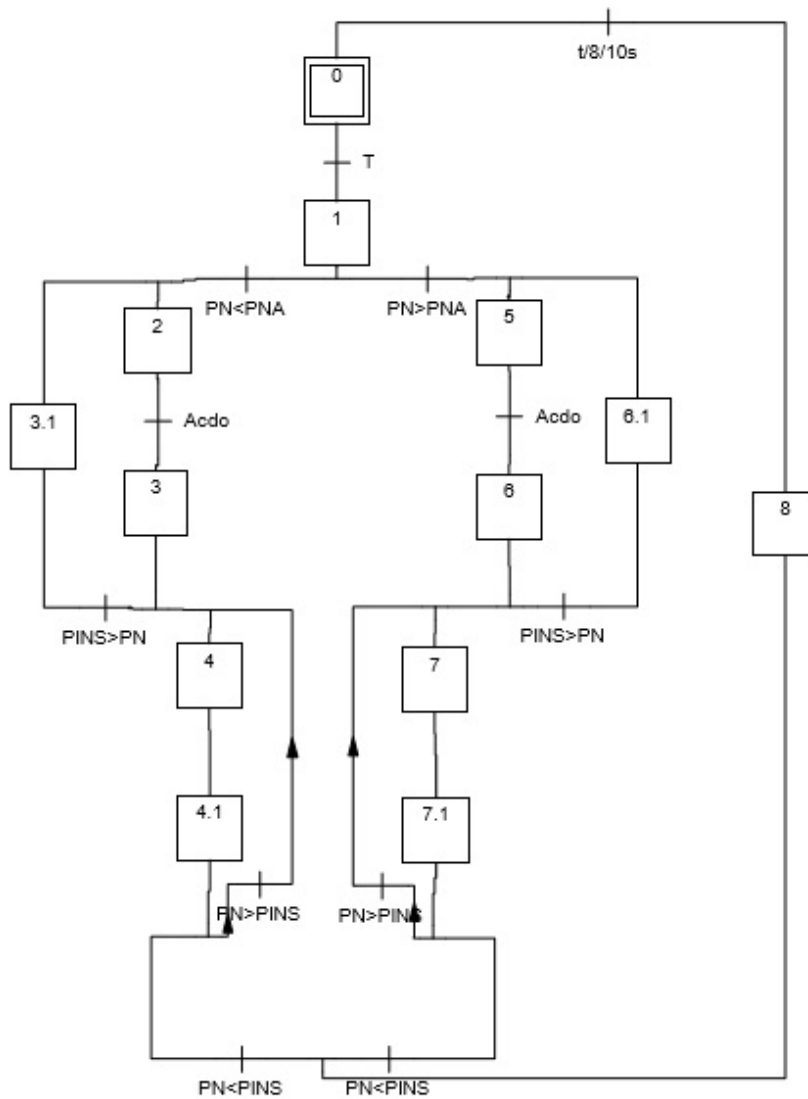 t/8/10s
0
T
1
PN<PNA
PN>PNA
2
5
3.1
Acdo
Acdo
6.1
3
6
8
PINS>PN
PINS>PN
4
7
4.1
7.1
PN>PINS
PN>PINS
PN<PINS
PN<PINS